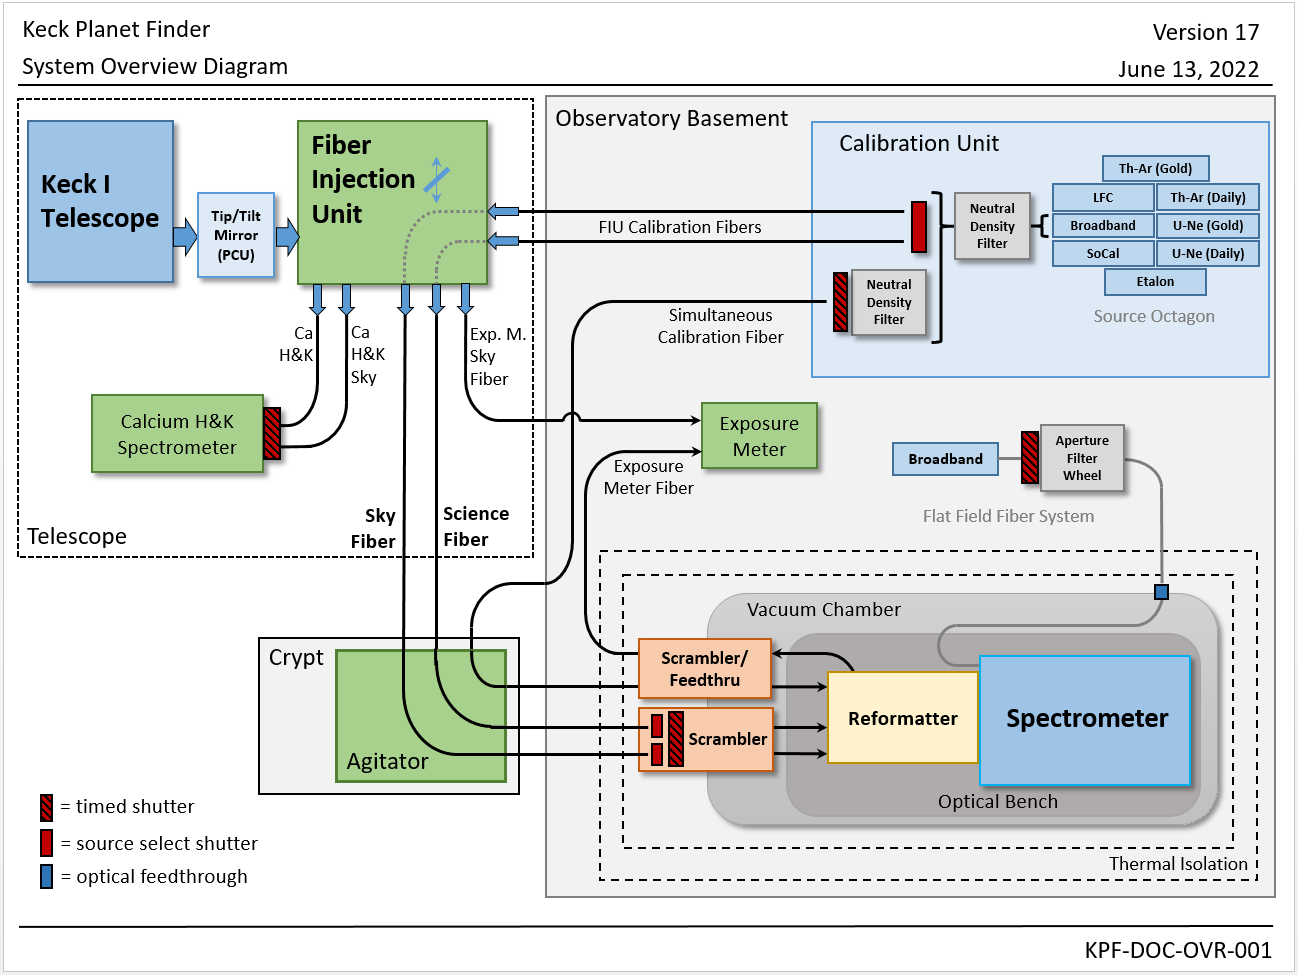 Keck Planet Finder
System Overview Diagram
Version 17
June 13, 2022
Keck I
Telescope
Tip/Tilt
Mirror
(PCU)
Fiber
Injection
Unit
Ca
H&K
Ca
H&K
Sky
Exp. M.
Sky
Fiber
Calcium H&K
Spectrometer
Sky
Fiber
Science
Fiber
Telescope
Observatory Basement
FIU Calibration Fibers
Simultaneous
Calibration Fiber
Calibration Unit
Neutral
Density
Filter
Neutral
Density
Filter
Th-Ar (Gold)
LFC
Th-Ar (Daily)
Broadband
U-Ne (Gold)
SoCal
U-Ne (Daily)
Etalon
Source Octagon
Exposure
Meter
Exposure
Meter Fiber
Broadband
Aperture
Filter
Wheel
Flat Field Fiber System
Vacuum Chamber
Scrambler/
Feedthru
Scrambler
Reformatter
Spectrometer
Optical Bench
Thermal Isolation
Crypt
Agitator
= timed shutter
= source select shutter
= optical feedthrough
KPF-DOC-OVR-001